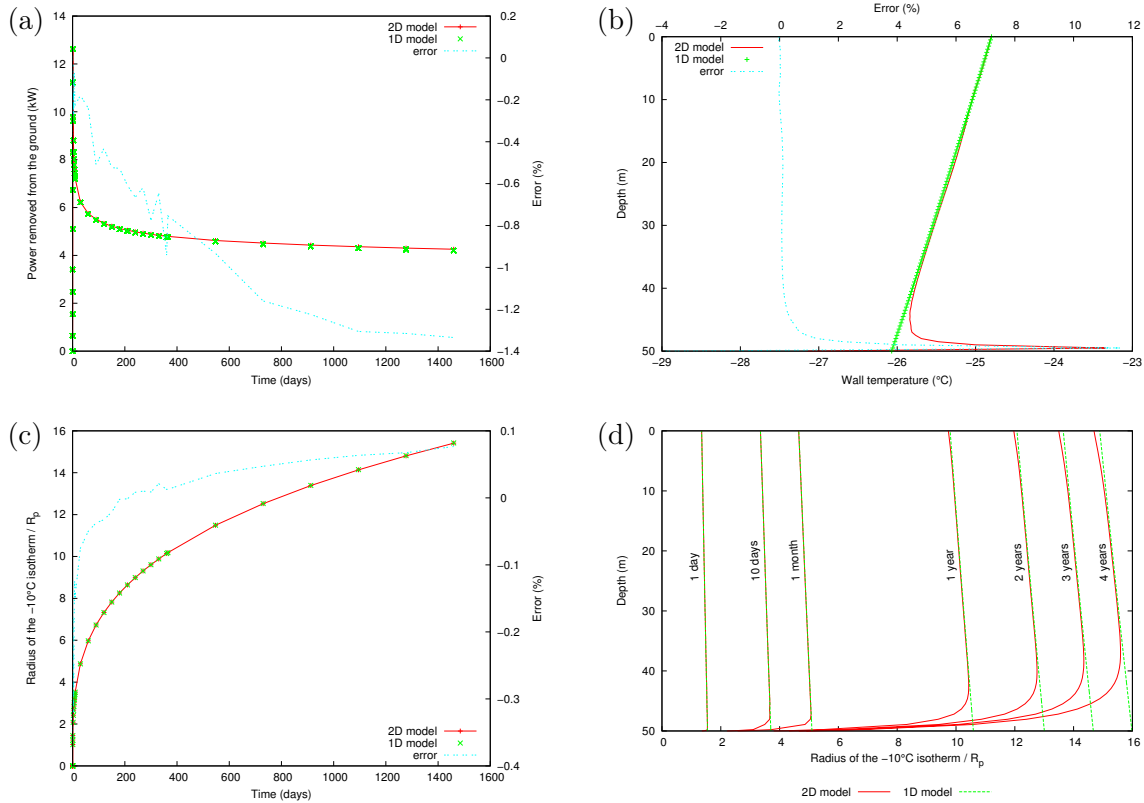 (a)
14
12
10
8
6
4
2
0
0 200 400 600 800 1000 1200 1400 1600
0.2
0
−0.2
−0.4
−0.6
−0.8
−1
−1.2
−1.4
Power removed from the ground (kW)
Time (days)
Error (%)
2D model
1D model
error
(b)
Error (%)
−4 −2 0 2 4 6 8 10 12
0
10
20
30
40
50
−29 −28 −27 −26 −25 −24 −23
Depth (m)
Wall temperature (°C)
2D model
1D model
error
(c)
16
14
12
10
8
6
4
2
0
0 200 400 600 800 1000 1200 1400 1600
0.1
0
−0.1
−0.2
−0.3
−0.4
Radius of the −10°C isotherm / Rp
Time (days)
Error (%)
2D model
1D model
error
(d)
0
10
20
30
40
50
0 2 4 6 8 10 12 14 16
Depth (m)
Radius of the −10°C isotherm / Rp
1 day
10 days
1 month
1 year
2 years
3 years
4 years
2D model 1D model